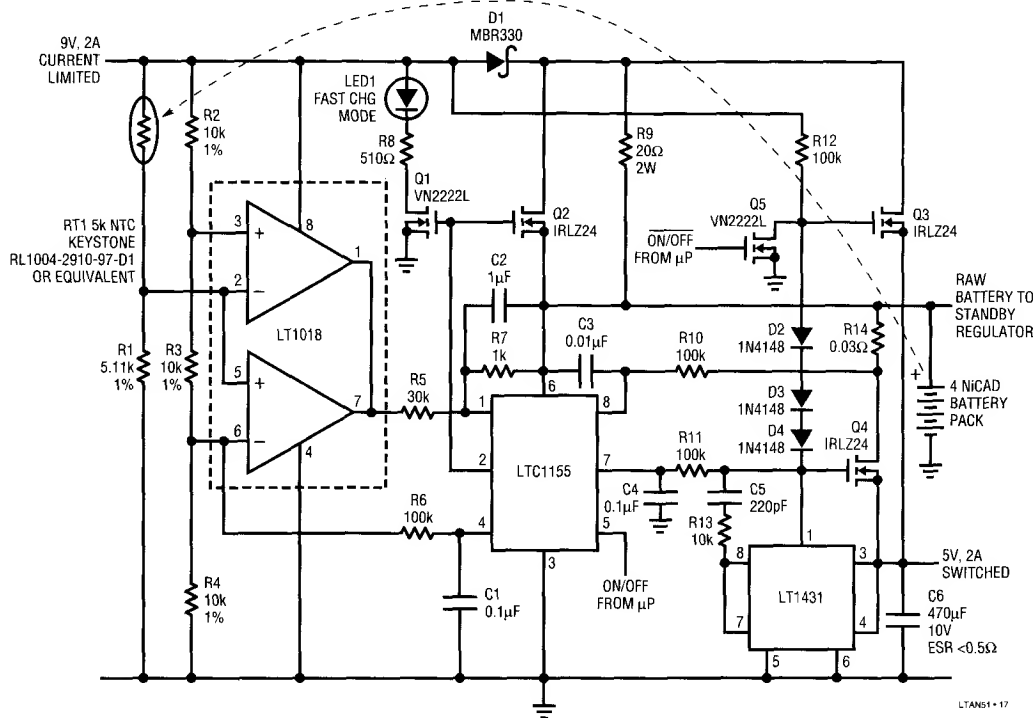 D1
MBR330
9V, 2A
CURRENT
LIMITED
LED1
FAST CHG
MODE
R2
10k
1%
R8
510Ω
R9
20Ω
2W
R12
100k
Q1
VN2222L
Q2
IRLZ24
Q5
VN2222L
Q3
IRLZ24
ON/OFF
FROM µP
RT1 5k NTC
KEYSTONE
RL1004-2910-97-D1
OR EQUIVALENT
3
+
8
1
2
−
LT1018
C2
1µF
R7
1k
C3
0.01µF
R10
100k
D2
1N4148
R14
0.03Ω
RAW
BATTERY TO
STANDBY
REGULATOR
R1
5.11k
1%
R3
10k
1%
5
+
7
6
−
4
R5
30k
1
6
8
2
LTC1155
7
4
5
3
D3
1N4148
D4
1N4148
Q4
IRLZ24
+
4 NiCAD
BATTERY
PACK
R11
100k
C4
0.1µF
C5
220pF
R13
10k
R6
100k
C1
0.1µF
ON/OFF
FROM µP
1
8
3
LT1431
7
4
5
6
5V, 2A
SWITCHED
C6
470µF
10V
ESR <0.5Ω
R4
10k
1%
LTAN51 • 17